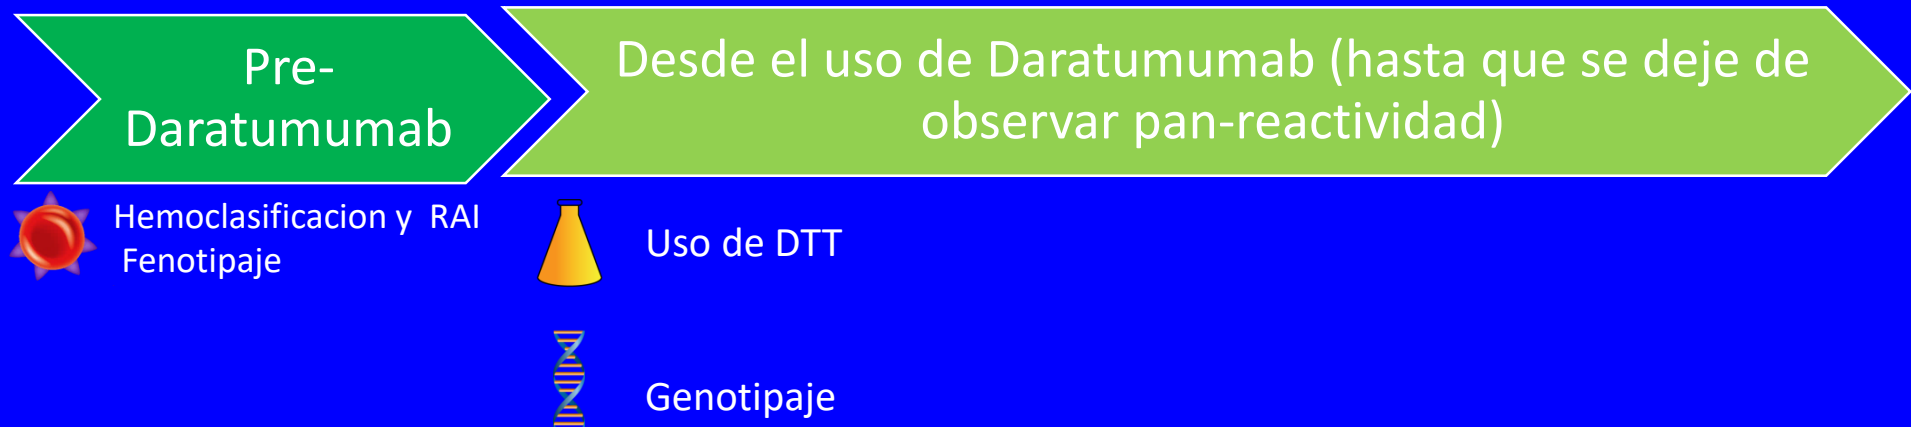 Pre-
Daratumumab
Desde el uso de Daratumumab (hasta que se deje de
observar pan-reactividad)
Hemoclasificacion y RAI
Fenotipaje
Uso de DTT
Genotipaje